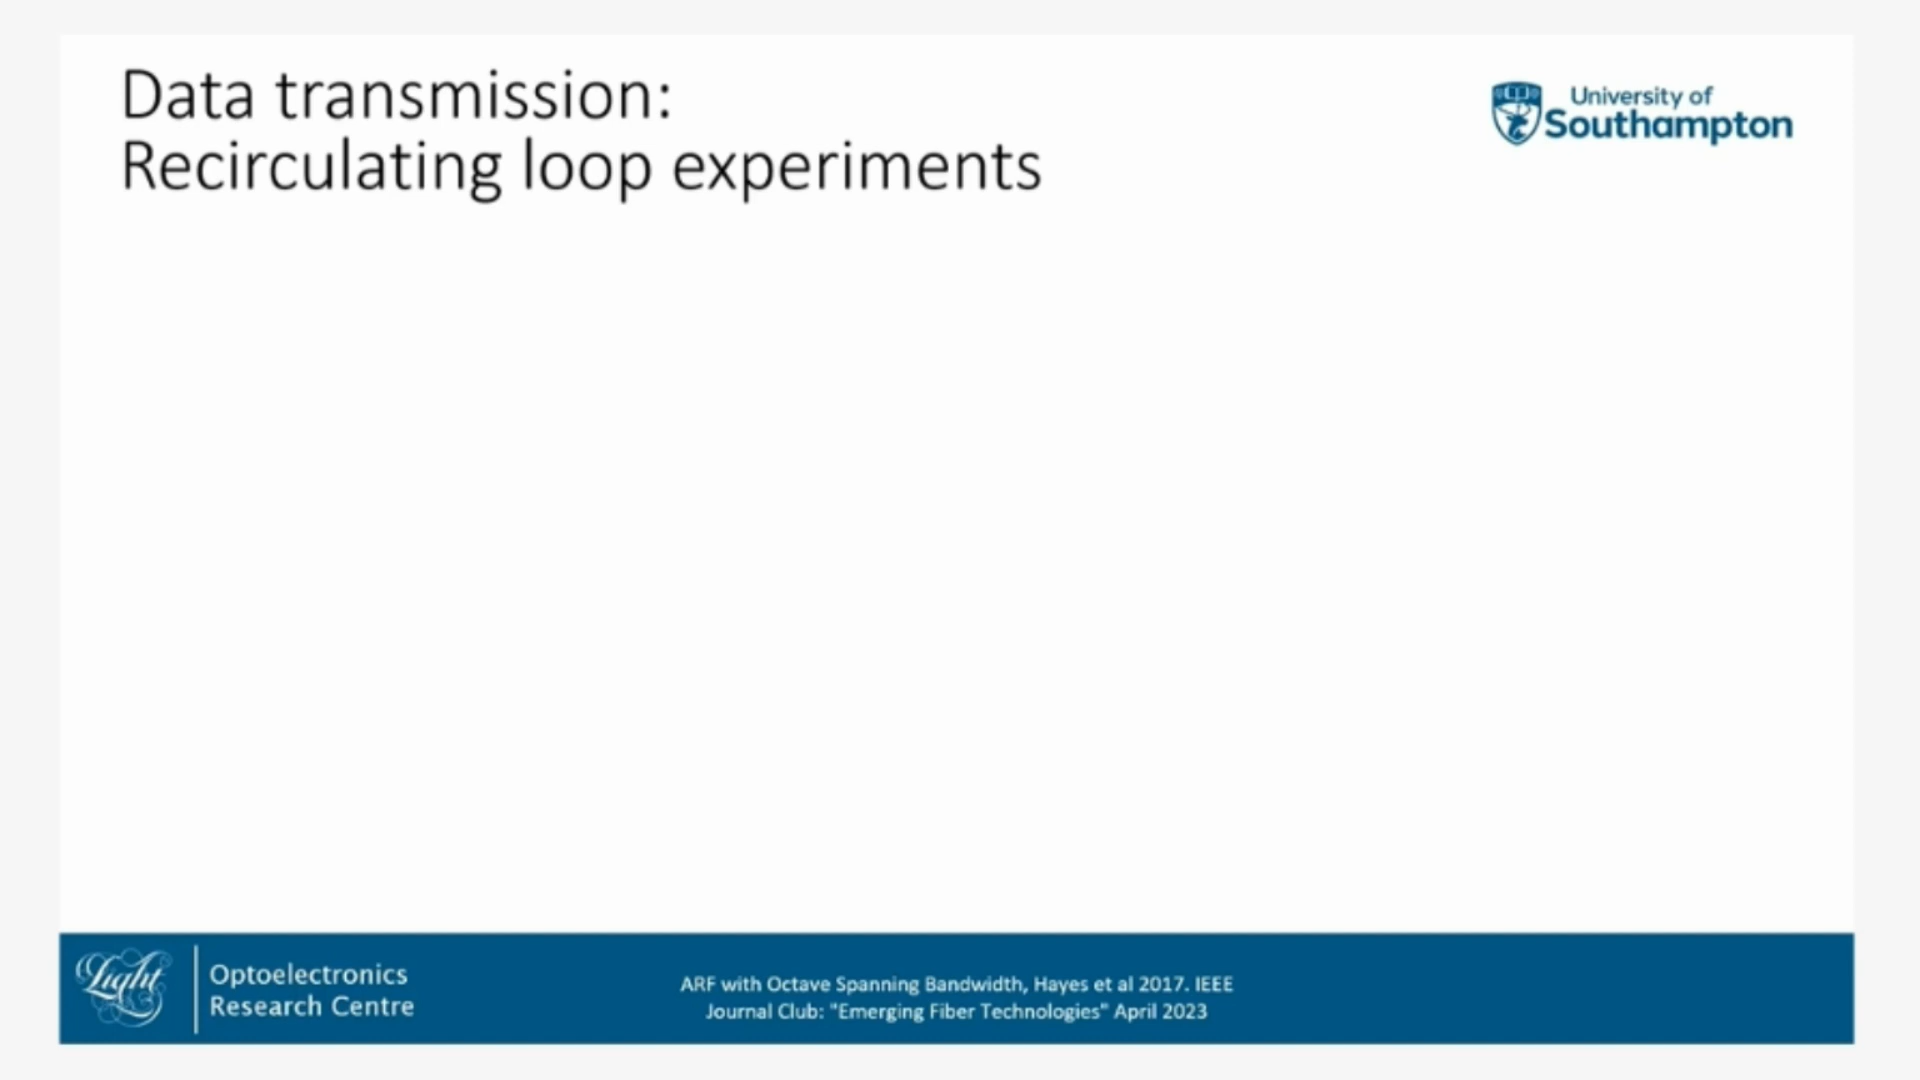 Data transmission:
Recirculating loop experiments
University of
Southampton
Light
Optoelectronics
Research Centre
ARF with Octave Spanning Bandwidth, Hayes et al 2017. IEEE
Journal Club: "Emerging Fiber Technologies" April 2023